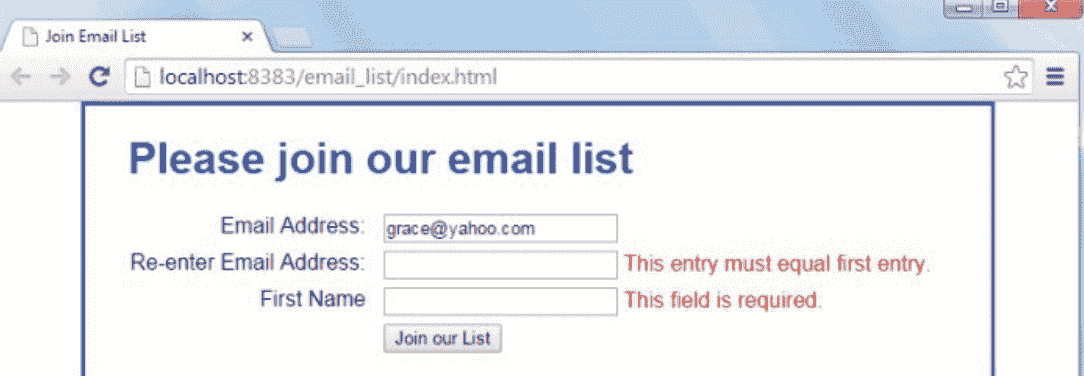 Join Email List
localhost:8383/email_list/index.html
Please join our email list
Email Address: grace@yahoo.com
Re-enter Email Address: This entry must equal first entry.
First Name This field is required.
Join our List